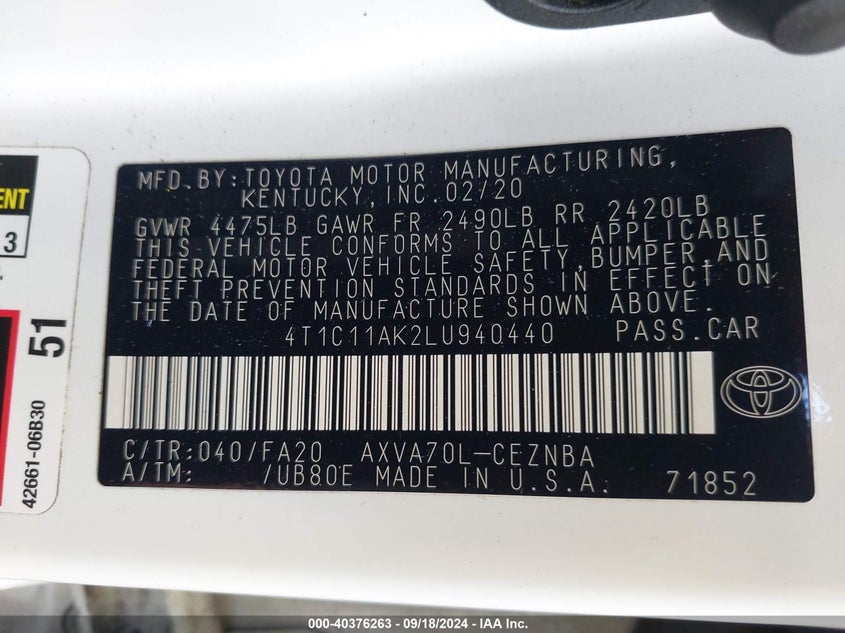 MFD.BY:TOYOTA MOTOR MANUFACTURING,
KENTUCKY,INC.02/20
GVWR 4475LB GAWR FR 2490LB RR 2420LB
THIS VEHICLE CONFORMS TO ALL APPLICABLE
FEDERAL MOTOR VEHICLE SAFETY,BUMPER,AND
THEFT PREVENTION STANDARDS IN EFFECT ON
THE DATE OF MANUFACTURE SHOWN ABOVE.
4T1C11AK2LU940440 PASS.CAR
C/TR:040/FA20 AXVA70L-CEZNBA
A/TM: /UB80E MADE IN U.S.A. 71852
ENT
3
51
42661-06B30
000-40376263 - 09/18/2024 - IAA Inc.